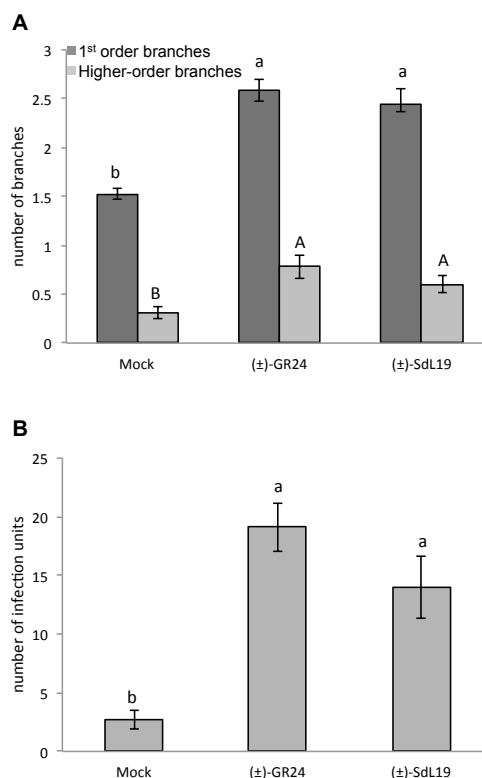 A
1st order branches
Higher-order branches
number of branches
3
2.5
2
1.5
1
0.5
0
b
B
a
A
a
A
Mock
(±)-GR24
(±)-SdL19
B
number of infection units
25
20
15
10
5
0
b
a
a
Mock
(±)-GR24
(±)-SdL19